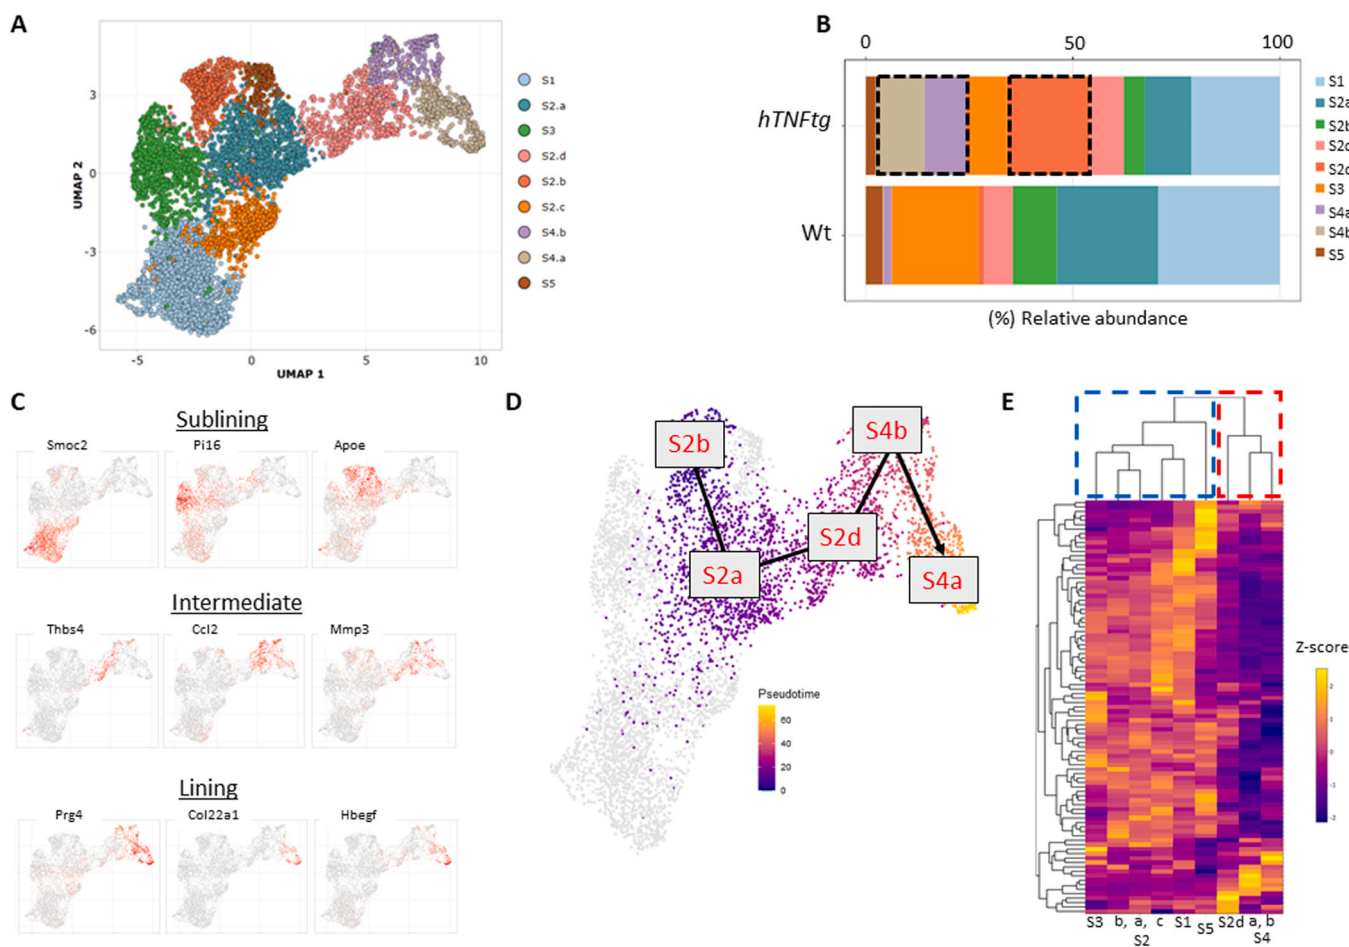 A
3
0
-3
-6
UMAP 2
-5
0
5
10
UMAP 1
S1
S2.a
S3
S2.d
S2.b
S2.c
S4.b
S4.a
S5
B
0
50
100
hTNFtg
Wt
(%) Relative abundance
S1
S2a
S2b
S2c
S2d
S3
S4a
S4b
S5
C
Sublining
Smoc2
Pi16
Apoe
Intermediate
Thbs4
Ccl2
Mmp3
Lining
Prg4
Col22a1
Hbegf
D
S2b
S4b
S2d
S2a
S4a
Pseudotime
60
40
20
0
E
Z-score
2
1
0
-1
-2
S3 b, a, c S1 S5 S2d a, b
S2 S4